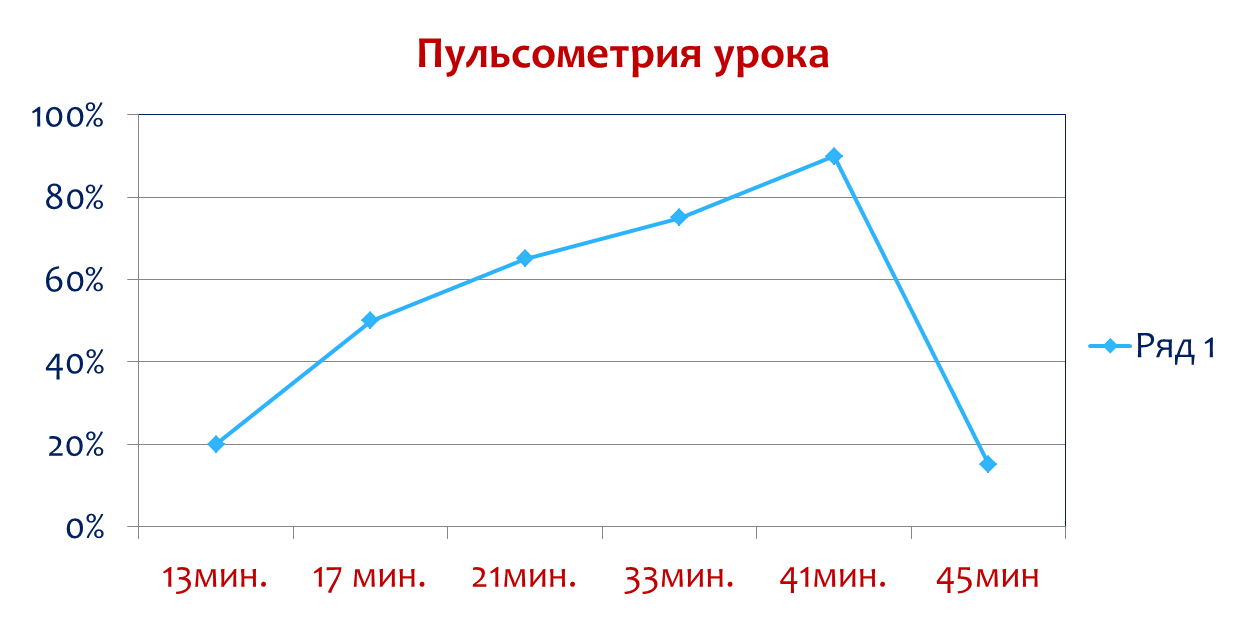 Пульсометрия урока
100%
80%
60%
40%
20%
0%
13мин.
17 мин.
21мин.
33мин.
41мин.
45мин
Ряд 1